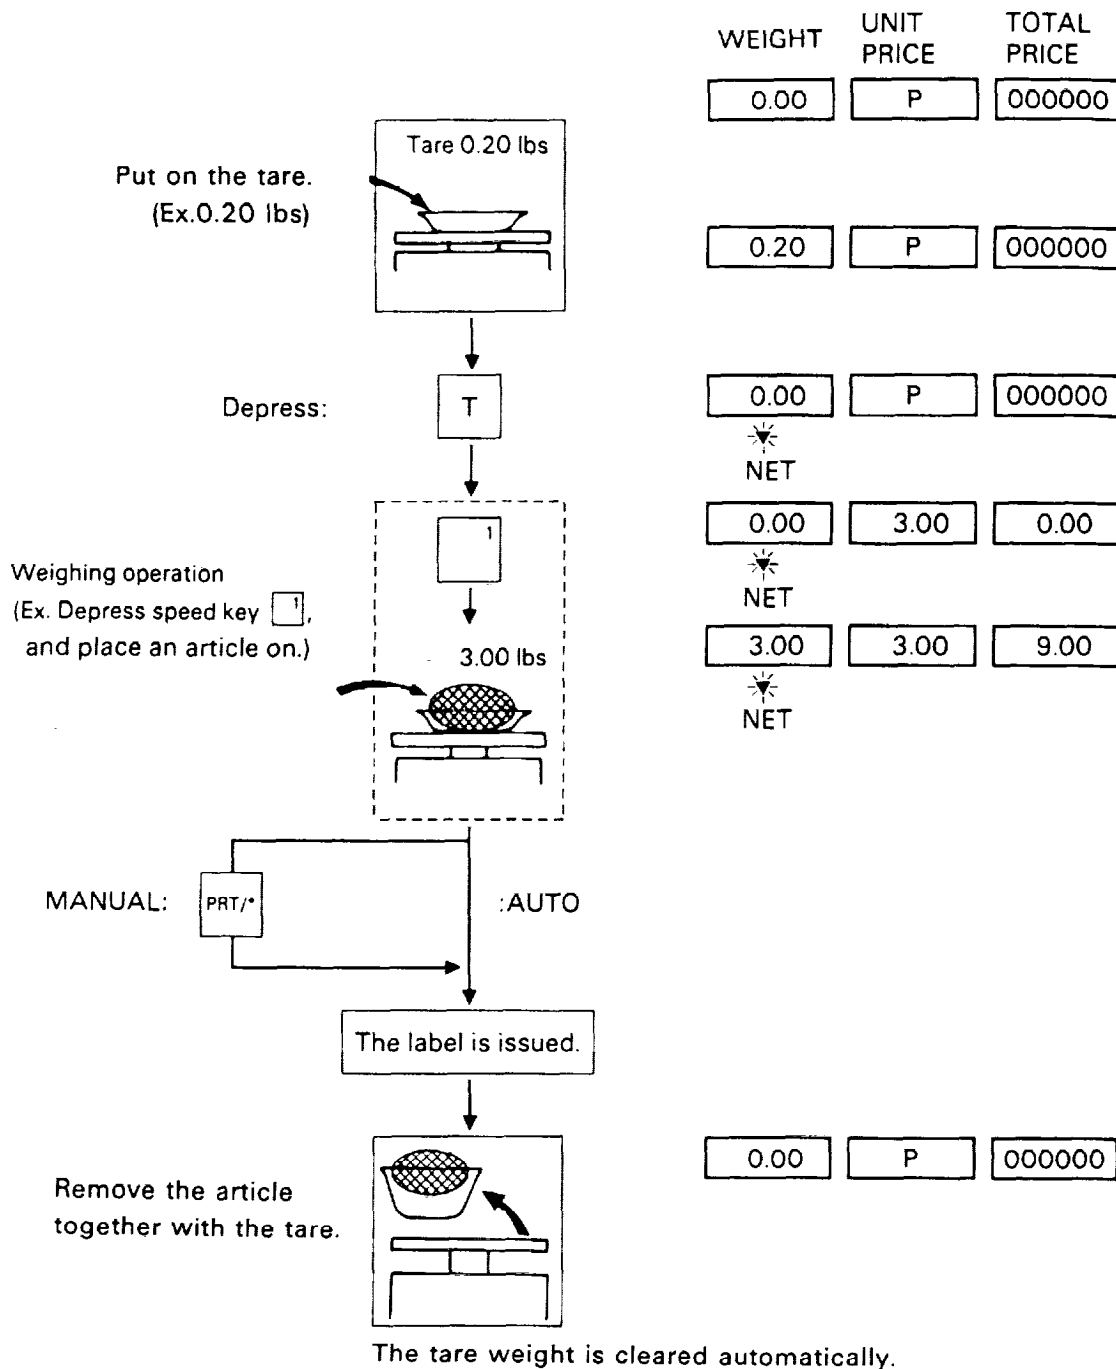 WEIGHT UNIT PRICE TOTAL PRICE
0.00 P 000000
Tare 0.20 lbs
Put on the tare.
(Ex.0.20 lbs)
0.20 P 000000
Depress: T 0.00 P 000000
NET
1 0.00 3.00 0.00
NET
Weighing operation
(Ex. Depress speed key 1,
and place an article on.)
3.00 lbs
3.00 3.00 9.00
NET
MANUAL: PRT/* :AUTO
The label is issued.
0.00 P 000000
Remove the article
together with the tare.
The tare weight is cleared automatically.